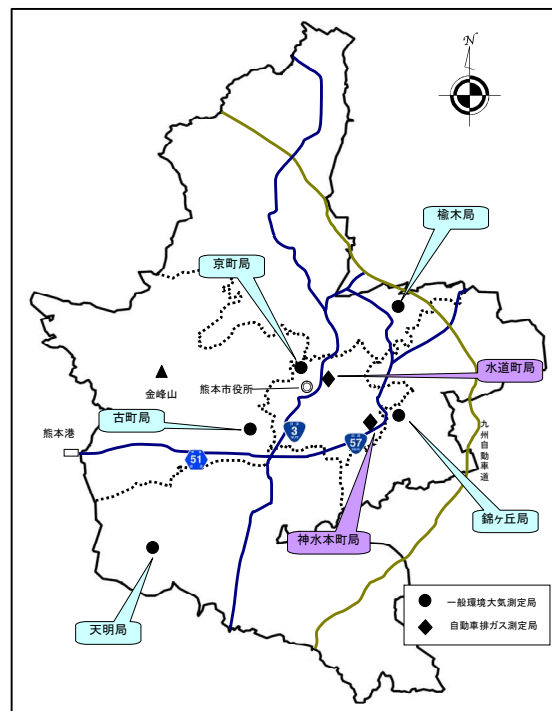 N
楡木局
京町局
水道町局
金峰山
熊本市役所
古町局
熊本港
3
57
51
九州自動車道
錦ヶ丘局
神水本町局
天明局
一般環境大気測定局
自動車排ガス測定局